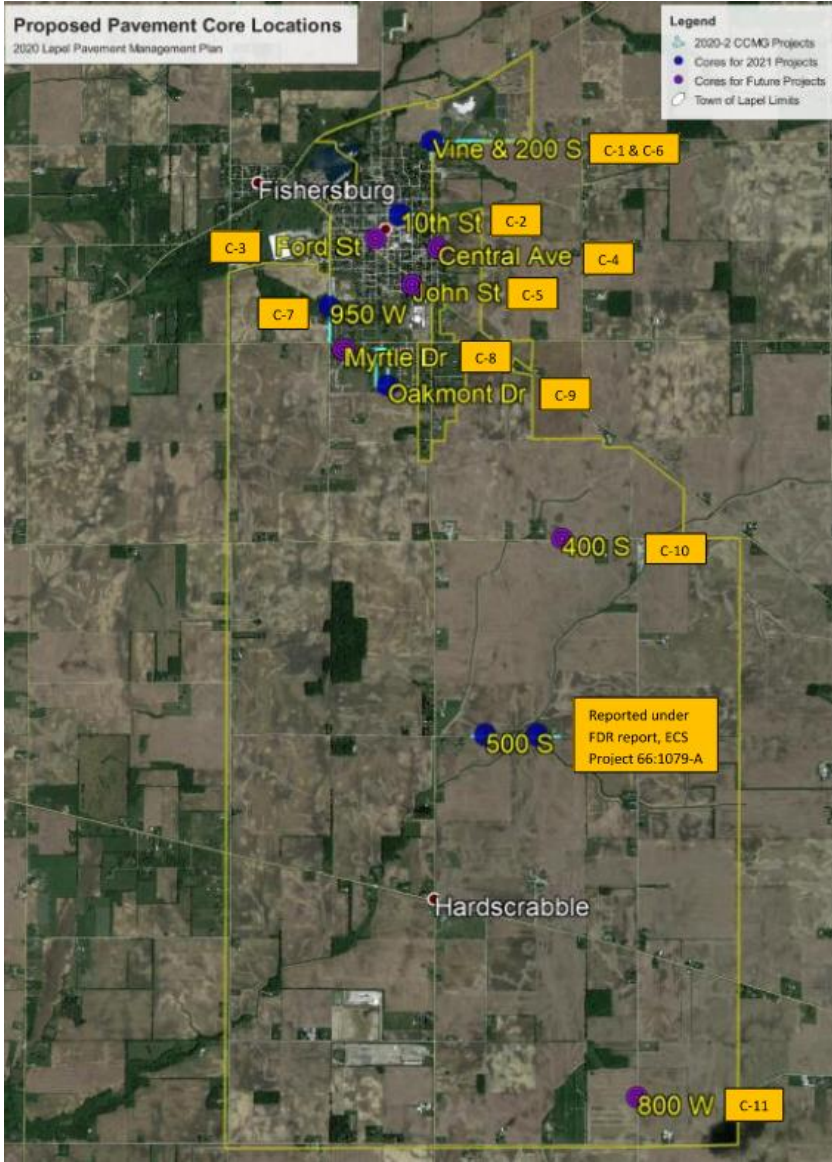 Proposed Pavement Core Locations
2020 Lapel Pavement Management Plan
Legend
2020-2 CCMG Projects
Cores for 2021 Projects
Cores for Future Projects
Town of Lapel Limits
Vine & 200 S
C-1 & C-6
Fishersburg
10th St
C-2
C-3
Ford St
Central Ave
C-4
John St
C-5
C-7
950 W
Myrtle Dr
C-8
Oakmont Dr
C-9
400 S
C-10
500 S
Reported under
FDR report, ECS
Project 66:1079-A
Hardscrabble
800 W
C-11